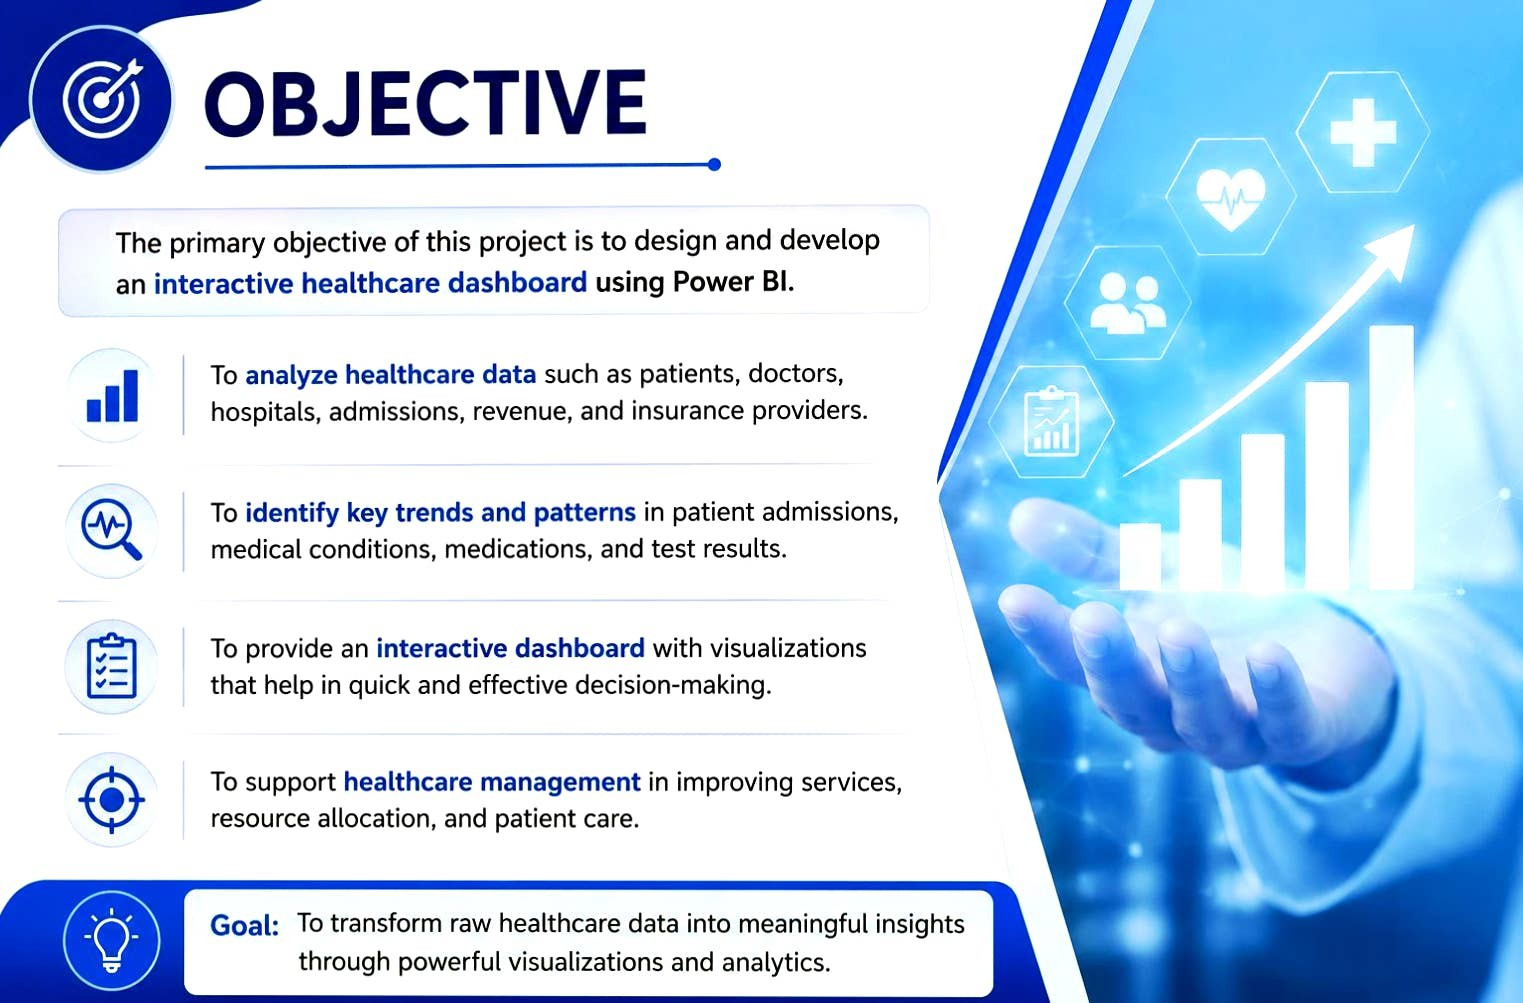 OBJECTIVE
The primary objective of this project is to design and develop
an interactive healthcare dashboard using Power BI.
To analyze healthcare data such as patients, doctors,
hospitals, admissions, revenue, and insurance providers.
To identify key trends and patterns in patient admissions,
medical conditions, medications, and test results.
To provide an interactive dashboard with visualizations
that help in quick and effective decision-making.
To support healthcare management in improving services,
resource allocation, and patient care.
Goal: To transform raw healthcare data into meaningful insights
through powerful visualizations and analytics.